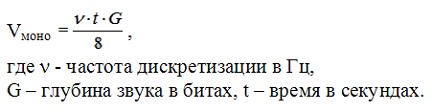 Vмоно = ν·t·G / 8 ,
где ν - частота дискретизации в Гц,
G – глубина звука в битах, t – время в секундах.